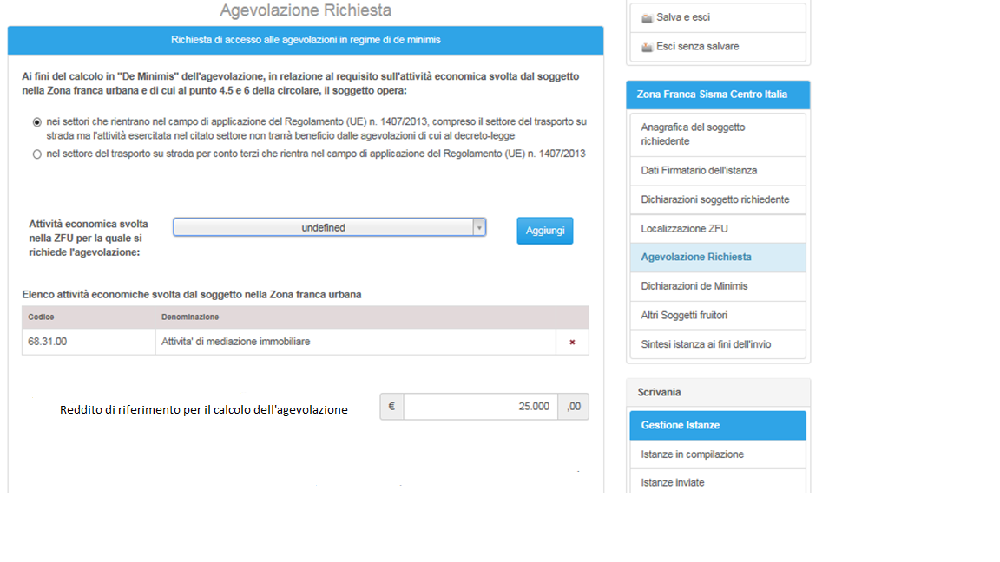 Agevolazione Richiesta
Richiesta di accesso alle agevolazioni in regime di de minimis
Ai fini del calcolo in "De Minimis" dell'agevolazione, in relazione al requisito sull'attività economica svolta dal soggetto
nella Zona franca urbana e di cui al punto 4.5 e 6 della circolare, il soggetto opera:
nei settori che rientrano nel campo di applicazione del Regolamento (UE) n. 1407/2013, compreso il settore del trasporto su
strada ma l'attività esercitata nel citato settore non trarrà beneficio dalle agevolazioni di cui al decreto-legge
nel settore del trasporto su strada per conto terzi che rientra nel campo di applicazione del Regolamento (UE) n. 1407/2013
Attività economica svolta
nella ZFU per la quale si
richiede l'agevolazione:
undefined
Aggiungi
Elenco attività economiche svolta dal soggetto nella Zona franca urbana
Codice Denominazione
68.31.00 Attivita' di mediazione immobiliare
Reddito di riferimento per il calcolo dell'agevolazione € 25.000 ,00
Salva e esci
Esci senza salvare
Zona Franca Sisma Centro Italia
Anagrafica del soggetto
richiedente
Dati Firmatario dell'istanza
Dichiarazioni soggetto richiedente
Localizzazione ZFU
Agevolazione Richiesta
Dichiarazioni de Minimis
Altri Soggetti fruitori
Sintesi istanza ai fini dell'invio
Scrivania
Gestione Istanze
Istanze in compilazione
Istanze inviate